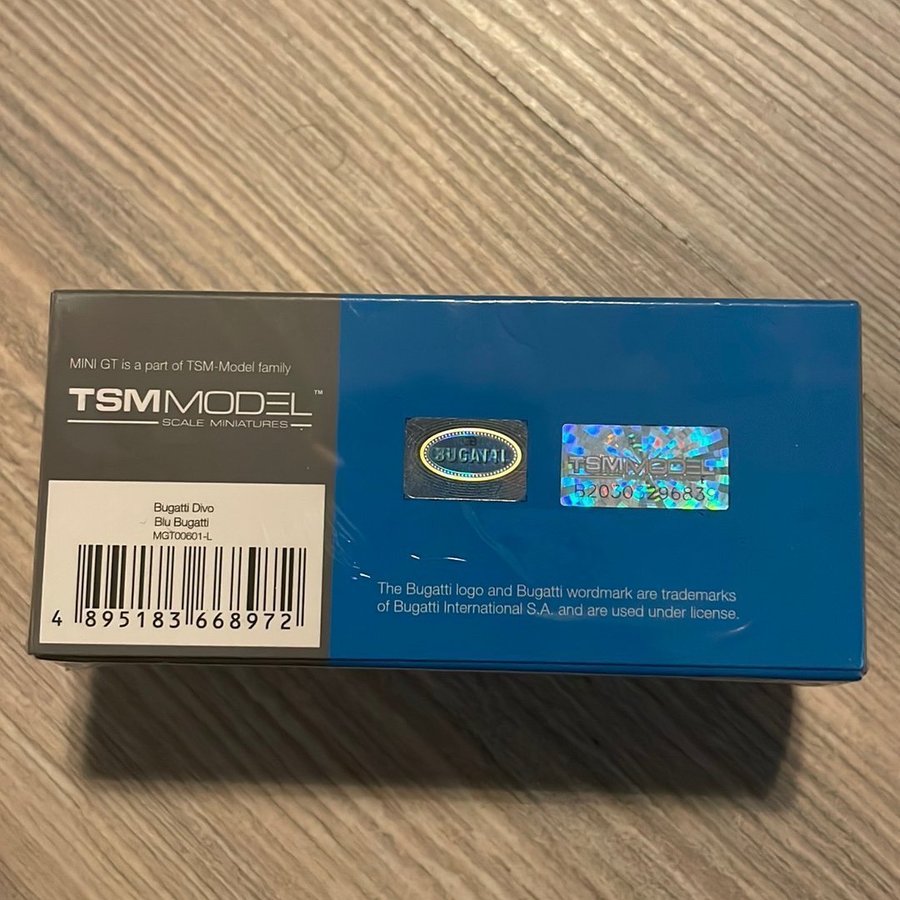 MINI GT is a part of TSM-Model family
TSMMODEL™
SCALE MINIATURES
Bugatti Divo
Blu Bugatti
MGT00601-L
4 895183 668972
EB
BUGATTI
TSMMODEL
The Bugatti logo and Bugatti wordmark are trademarks
of Bugatti International S.A. and are used under license.